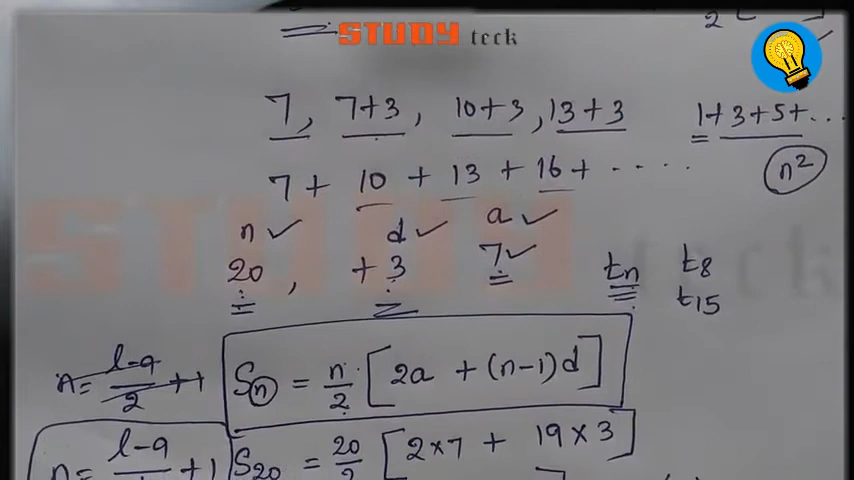 2 [
STUDY teck
7, 7+3, 10+3, 13+3
1+3+5+...
7 + 10 + 13 + 16 + ......
n²
n ✓ d ✓ a ✓
20, +3 7 ✓
tn t8
t15
n = l-a/2 + 1
Sn = n/2 [2a + (n-1)d]
S20 = 20/2 [2×7 + 19×3]
n = l-a + 1